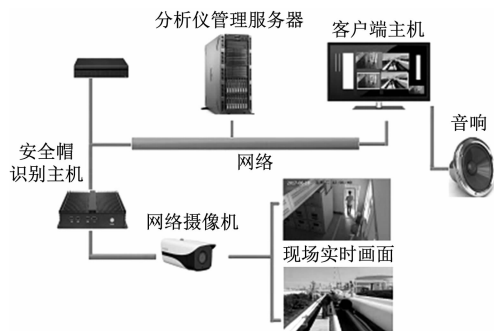 分析仪管理服务器
客户端主机
音响
安全帽
识别主机
网络
网络摄像机
现场实时画面